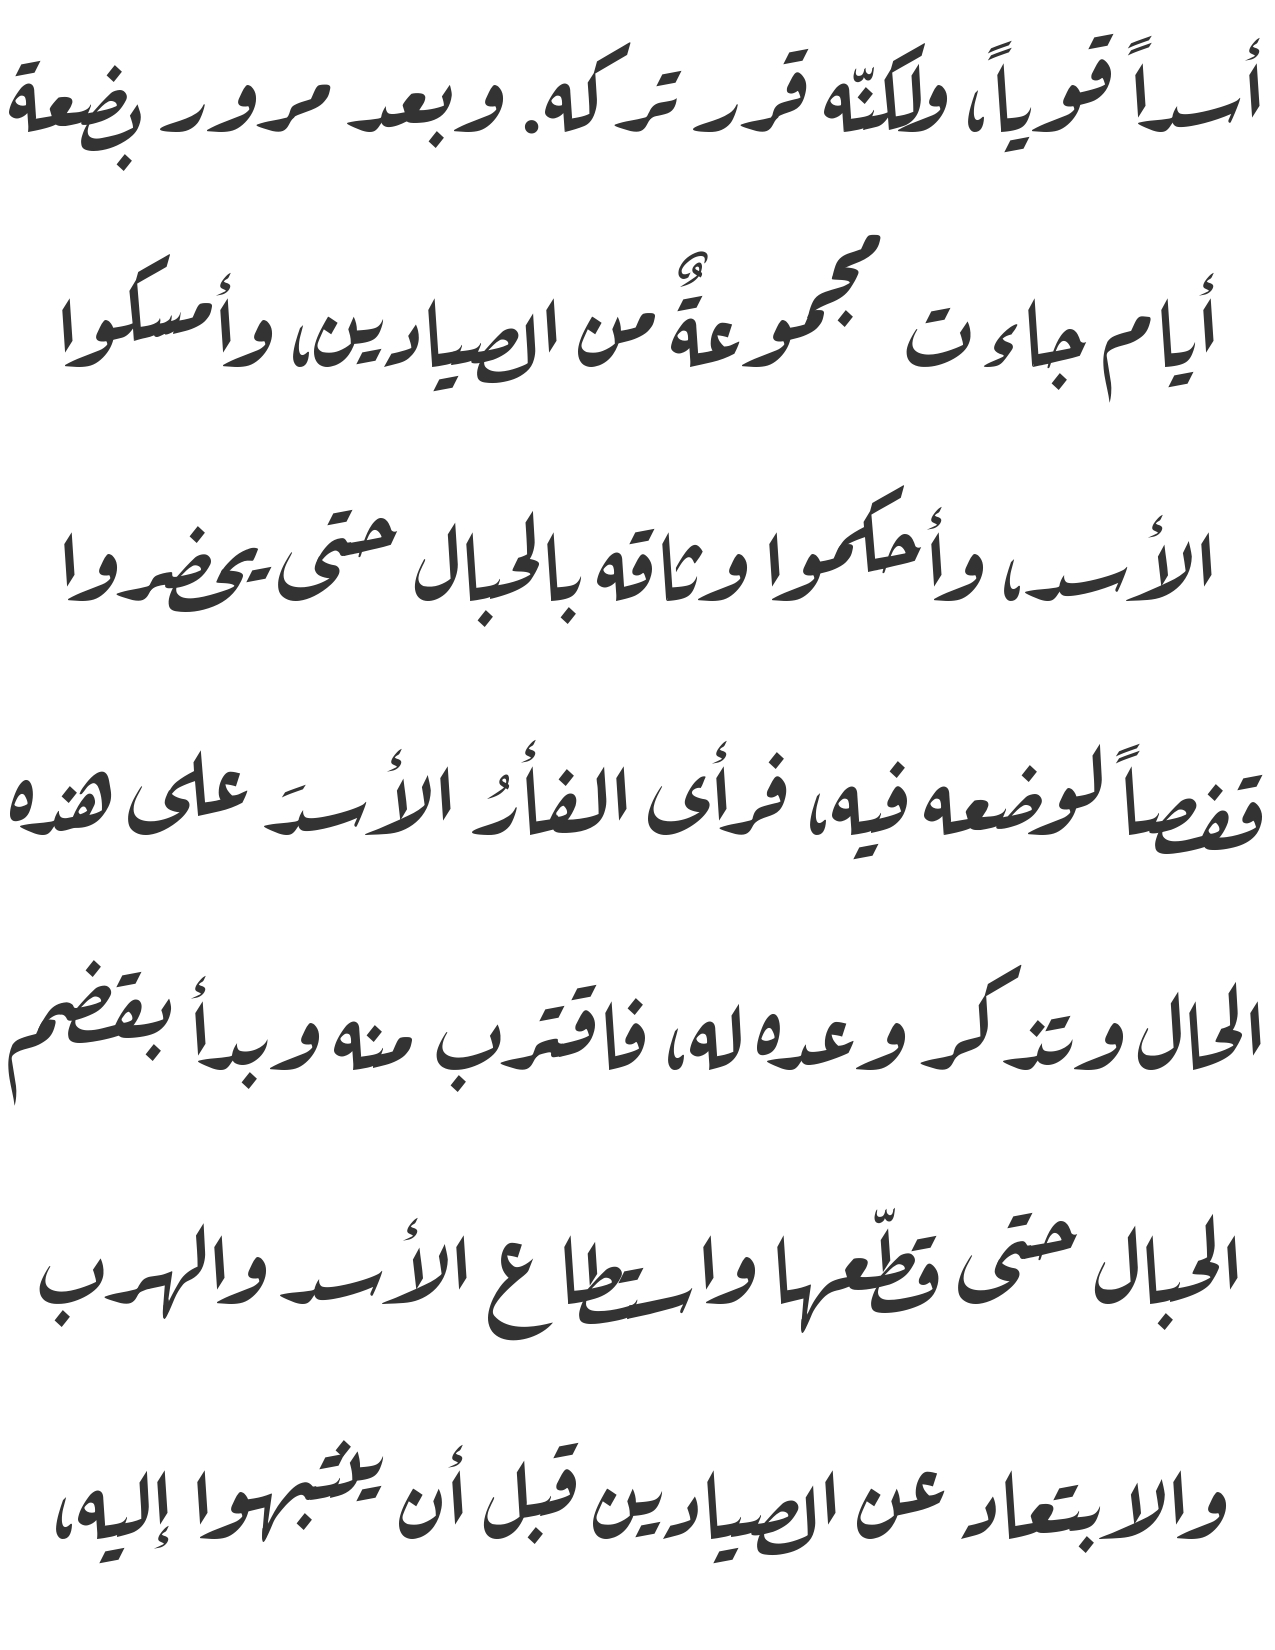 أسداً قوياً، ولكنّه قرر تركه. وبعد مرور بضعة
أيام جاءت مجموعةٌ من الصيادين، وأمسكوا
الأسد، وأحكموا وثاقه بالحبال حتى يحضروا
قفصاً لوضعه فيه، فرأى الفأرُ الأسدَ على هذه
الحال وتذكر وعده له، فاقترب منه وبدأ بقضم
الحبال حتى قطّعها واستطاع الأسد والهرب
والابتعاد عن الصيادين قبل أن ينتبهوا إليه،